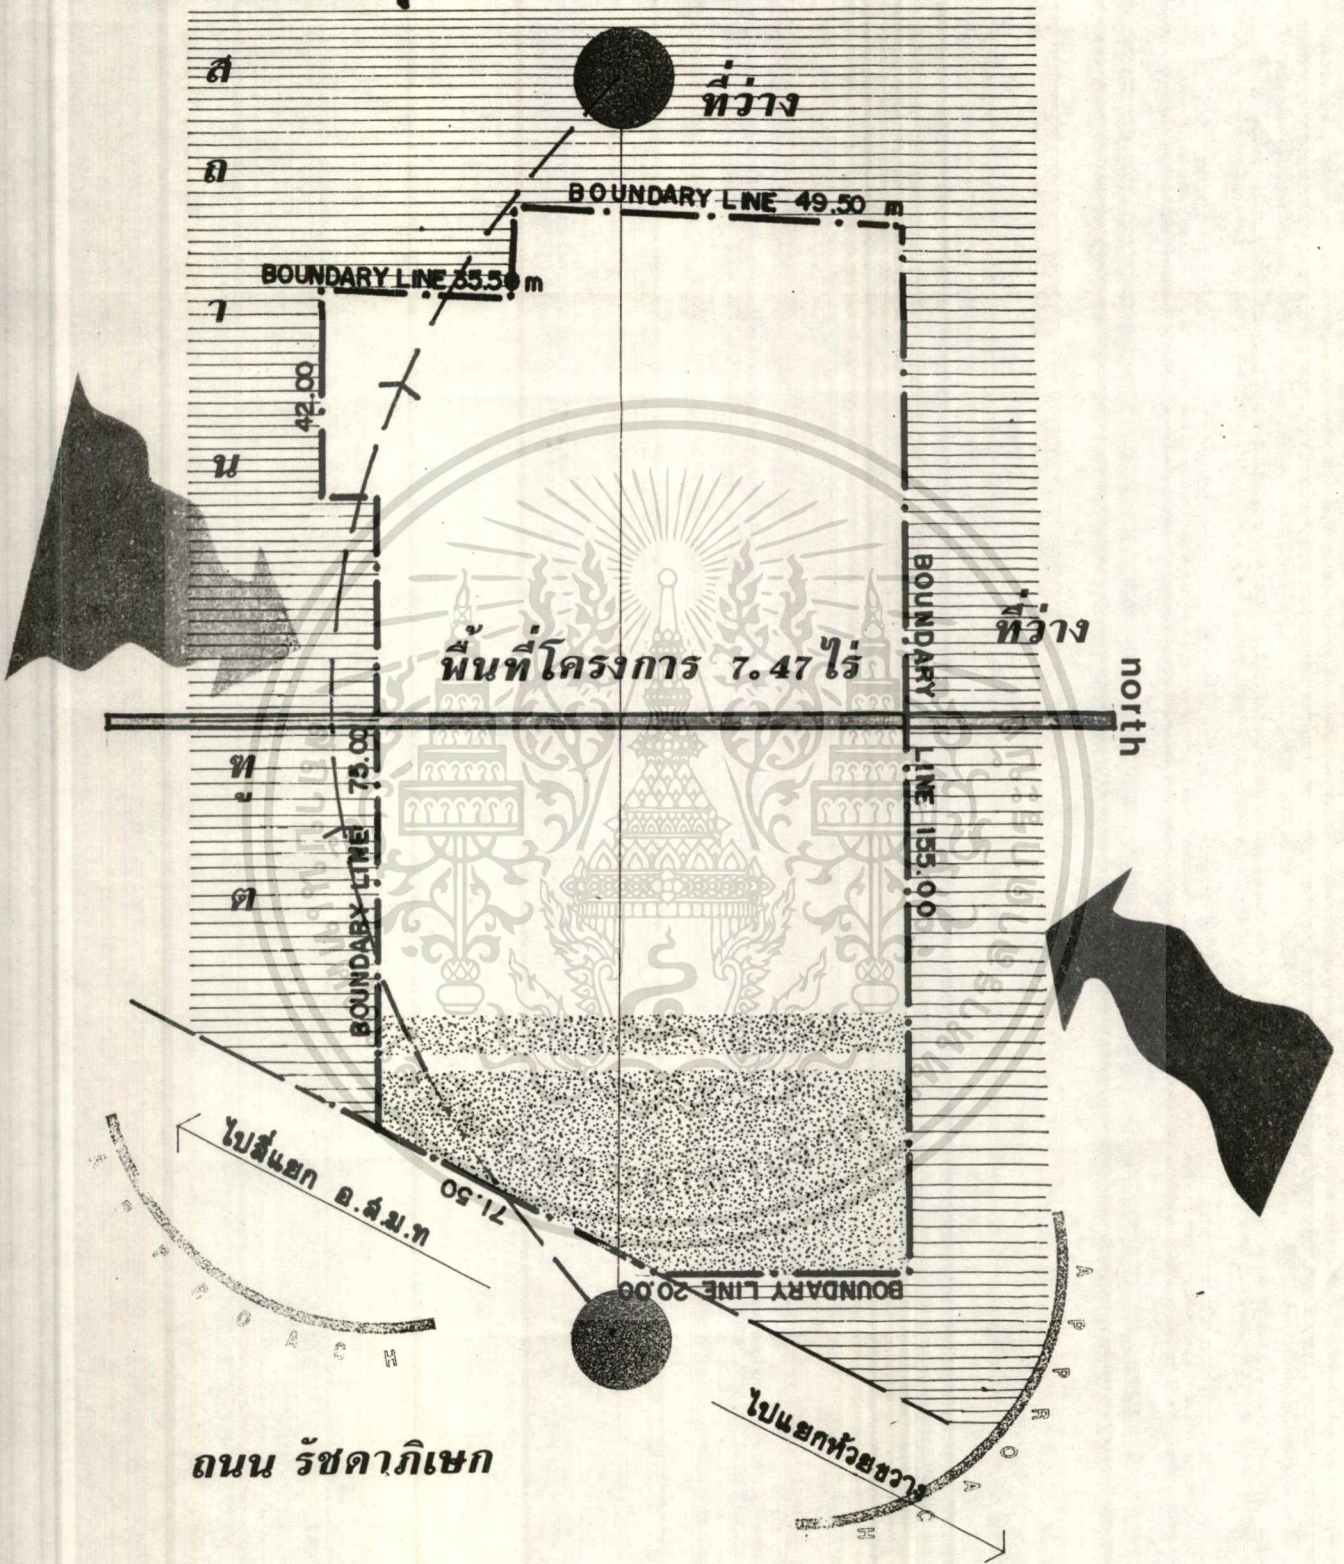 ที่ว่าง
BOUNDARY LINE 49.50 m
BOUNDARY LINE 35.50 m
42.00
สถานทูต
พื้นที่โครงการ 7.47 ไร่
ที่ว่าง
north
BOUNDARY LINE 155.00
BOUNDARY LINE 75.00
71.50
BOUNDARY LINE 20.00
ไปสี่แยก อ.ส.ม.ท
APPROACH
APPROACH
ไปแยกห้วยขวาง
ถนน รัชดาภิเษก